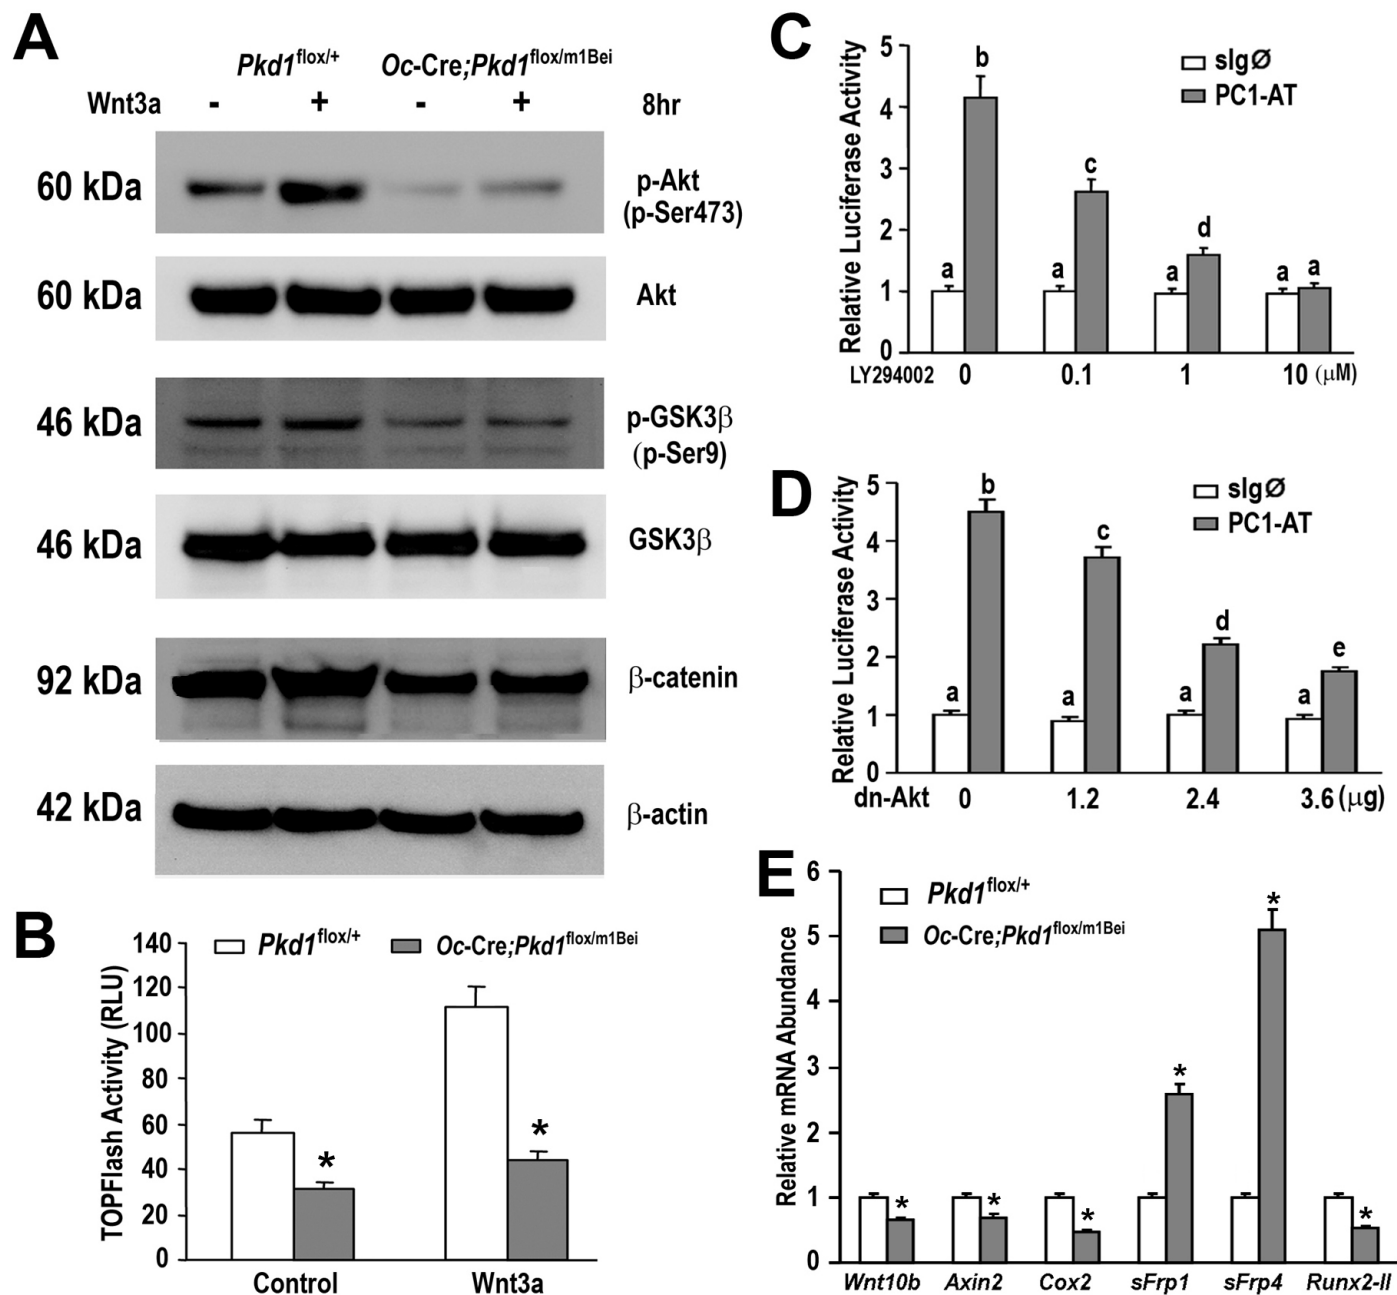 A
Pkd1flox/+ Oc-Cre;Pkd1flox/m1Bei
Wnt3a - + - + 8hr
60 kDa p-Akt
(p-Ser473)
60 kDa Akt
46 kDa p-GSK3β
(p-Ser9)
46 kDa GSK3β
92 kDa β-catenin
42 kDa β-actin
B
TOPFlash Activity (RLU)
140
120
100
80
60
40
20
0
Pkd1flox/+ Oc-Cre;Pkd1flox/m1Bei
* *
Control Wnt3a
C
Relative Luciferase Activity
5
4
3
2
1
0
sIgØ
PC1-AT
a b a c a d a a
LY294002 0 0.1 1 10 (μM)
D
Relative Luciferase Activity
5
4
3
2
1
0
sIgØ
PC1-AT
a b a c a d a e
dn-Akt 0 1.2 2.4 3.6 (μg)
E
Relative mRNA Abundance
6
5
4
3
2
1
0
Pkd1flox/+
Oc-Cre;Pkd1flox/m1Bei
* * * * * *
Wnt10b Axin2 Cox2 sFrp1 sFrp4 Runx2-II